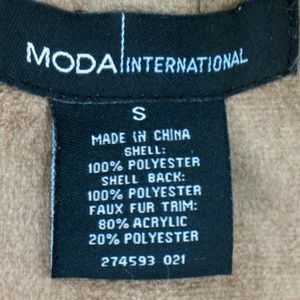 MODA INTERNATIONAL
S
MADE IN CHINA
SHELL:
100% POLYESTER
SHELL BACK:
100% POLYESTER
FAUX FUR TRIM:
80% ACRYLIC
20% POLYESTER
274593 021